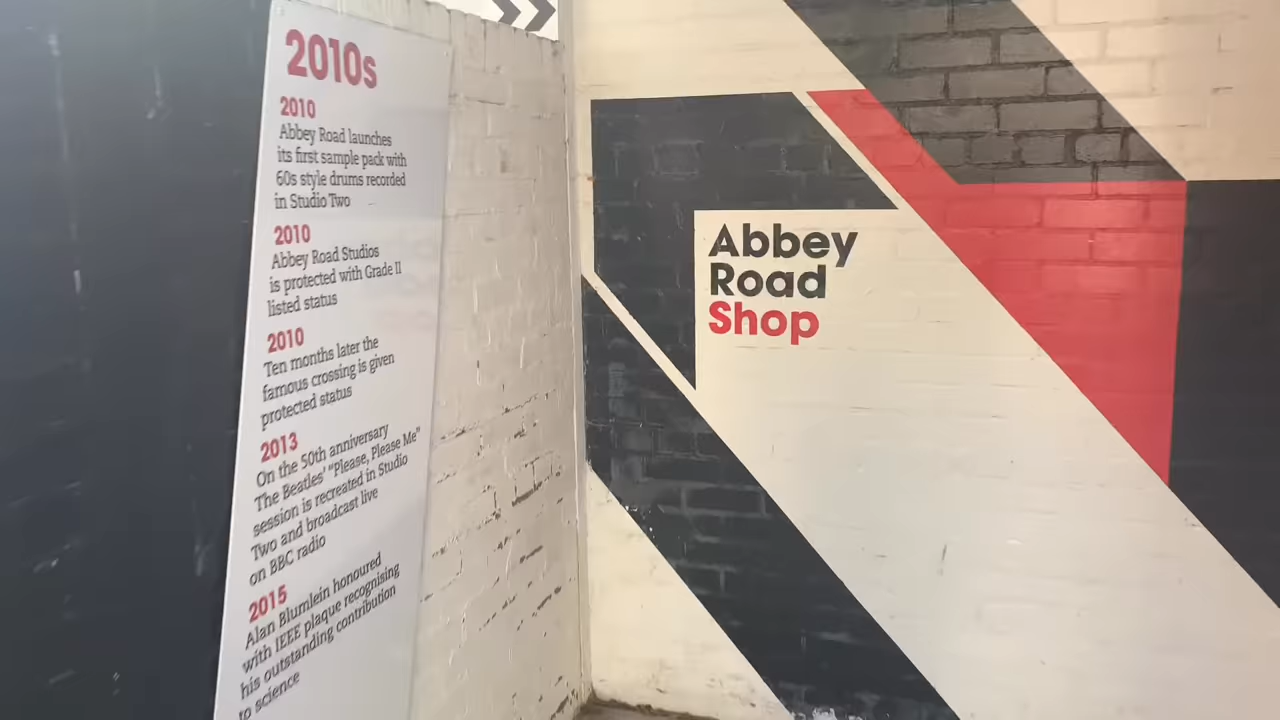 2010s
2010
Abbey Road launches
its first sample pack with
60s style drums recorded
in Studio Two
2010
Abbey Road Studios
is protected with Grade II
listed status
2010
Ten months later the
famous crossing is given
protected status
2013
On the 50th anniversary
The Beatles' "Please, Please Me"
session is recreated in Studio
Two and broadcast live
on BBC radio
2015
Alan Blumlein honoured
with IEEE plaque recognising
his outstanding contribution
to science
Abbey
Road
Shop